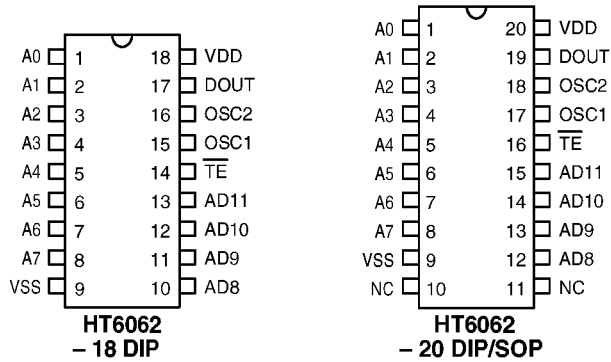 A0 1 18 VDD
A1 2 17 DOUT
A2 3 16 OSC2
A3 4 15 OSC1
A4 5 14 TE
A5 6 13 AD11
A6 7 12 AD10
A7 8 11 AD9
VSS 9 10 AD8
HT6062
– 18 DIP
A0 1 20 VDD
A1 2 19 DOUT
A2 3 18 OSC2
A3 4 17 OSC1
A4 5 16 TE
A5 6 15 AD11
A6 7 14 AD10
A7 8 13 AD9
VSS 9 12 AD8
NC 10 11 NC
HT6062
– 20 DIP/SOP